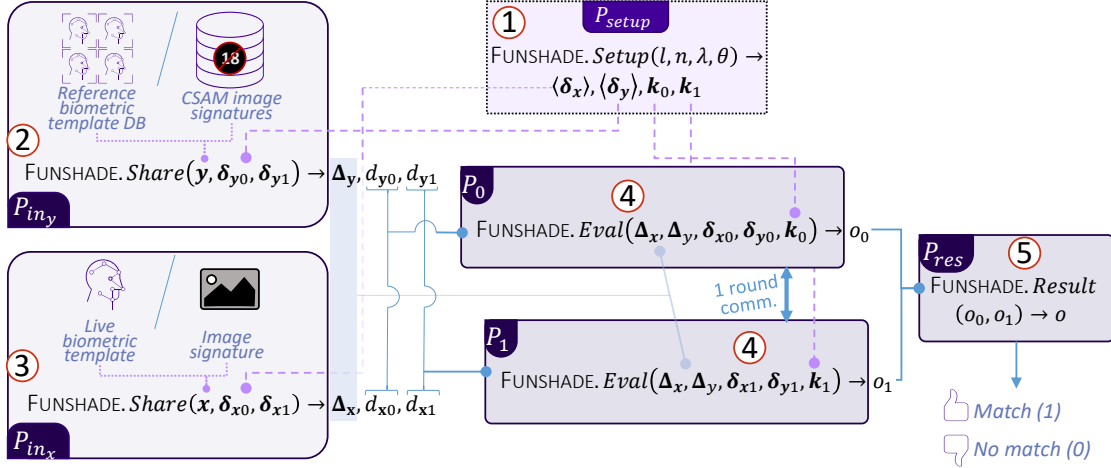 1
P_setup
FUNSHADE.Setup(l, n, λ, θ) →
⟨δ_x⟩, ⟨δ_y⟩, k_0, k_1
18
Reference
biometric
template DB
CSAM image
signatures
2
FUNSHADE.Share(y, δ_y0, δ_y1) → Δ_y, d_y0, d_y1
P_in_y
Live
biometric
template
Image
signature
3
FUNSHADE.Share(x, δ_x0, δ_x1) → Δ_x, d_x0, d_x1
P_in_x
P_0
4
FUNSHADE.Eval(Δ_x, Δ_y, δ_x0, δ_y0, k_0) → o_0
1 round
comm.
P_1
4
FUNSHADE.Eval(Δ_x, Δ_y, δ_x1, δ_y1, k_1) → o_1
P_res
5
FUNSHADE.Result
(o_0, o_1) → o
Match (1)
No match (0)